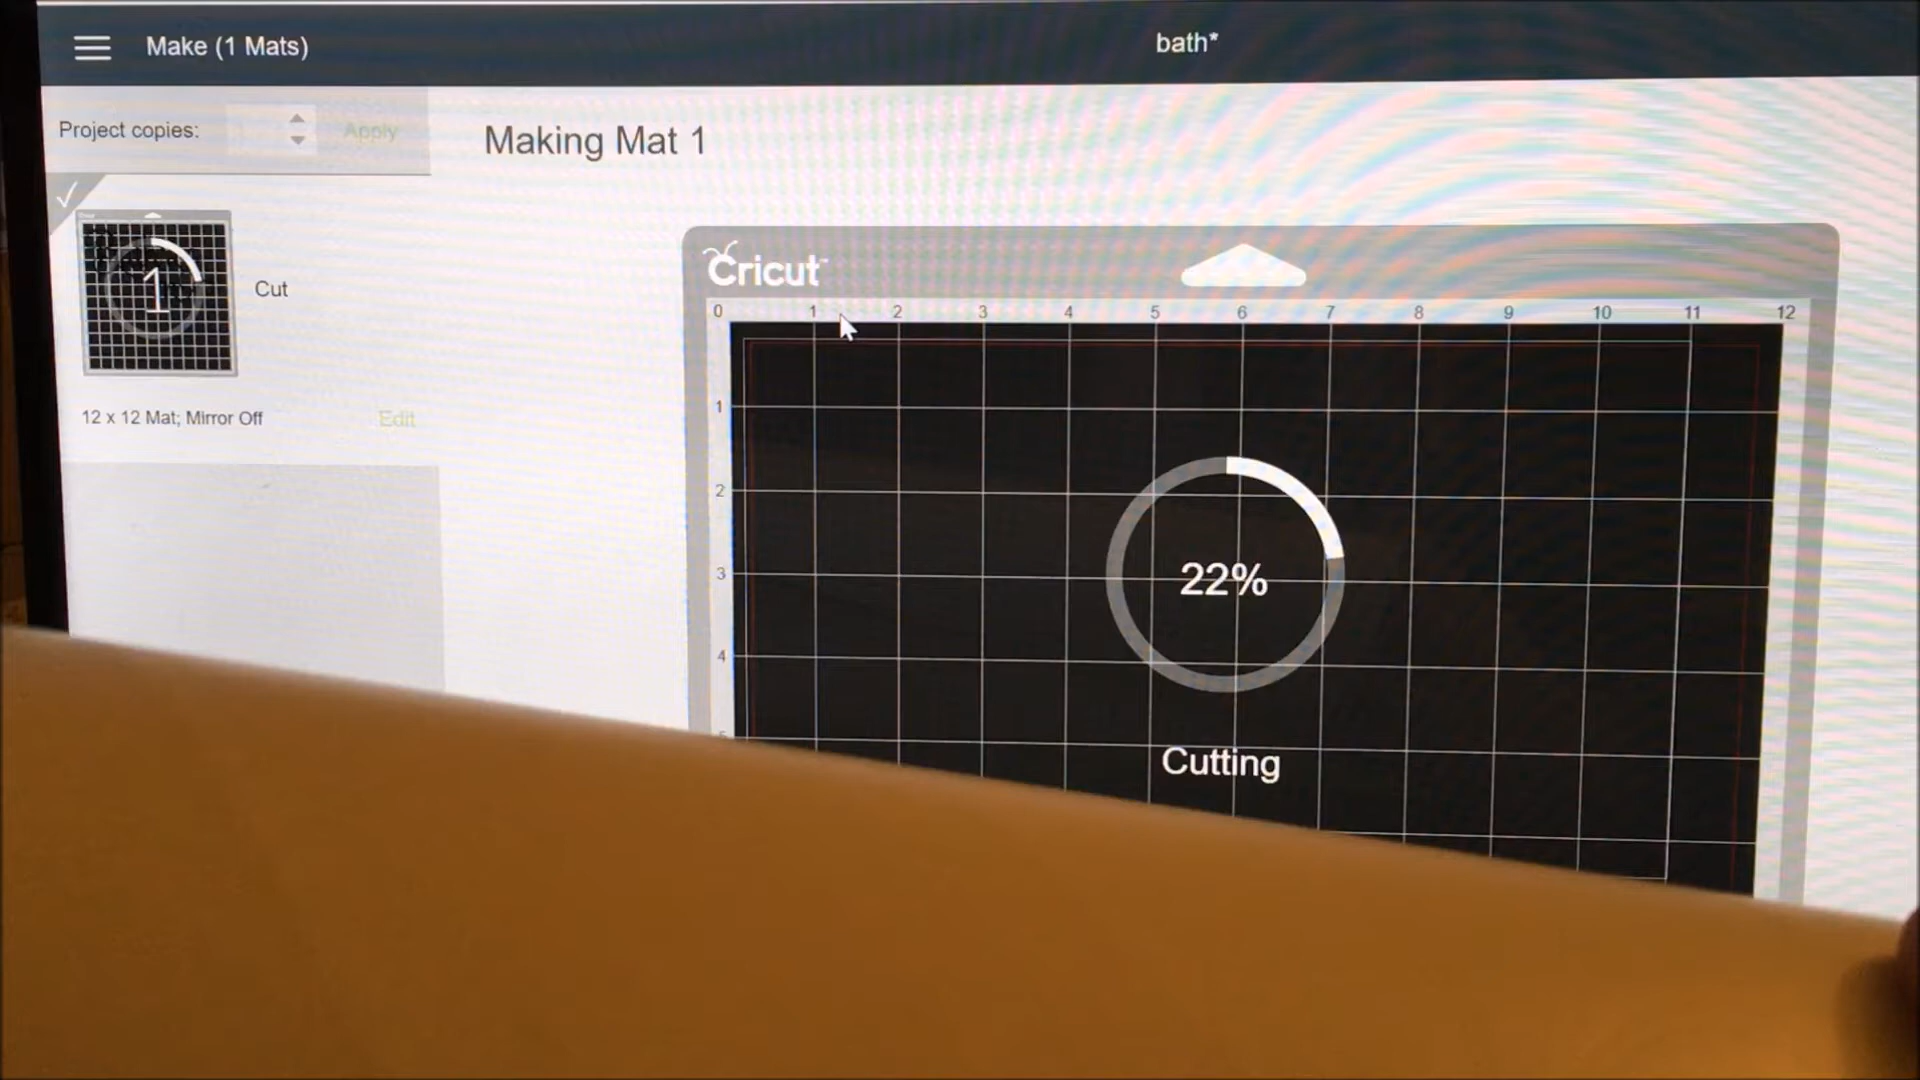 Make (1 Mats)
bath*
Project copies:
Apply
Making Mat 1
1
Cut
12 x 12 Mat; Mirror Off
Edit
Cricut
0 1 2 3 4 5 6 7 8 9 10 11 12
1
2
3
4
22%
Cutting